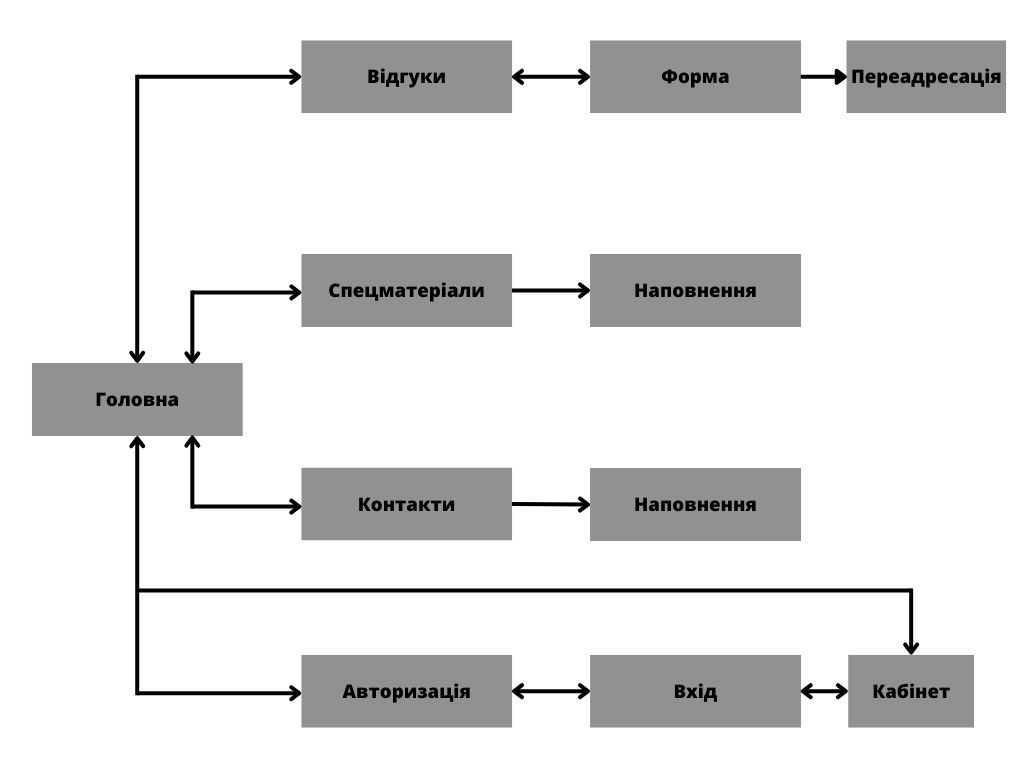 Відгуки
Форма
Переадресація
Спецматеріали
Наповнення
Головна
Контакти
Наповнення
Авторизація
Вхід
Кабінет